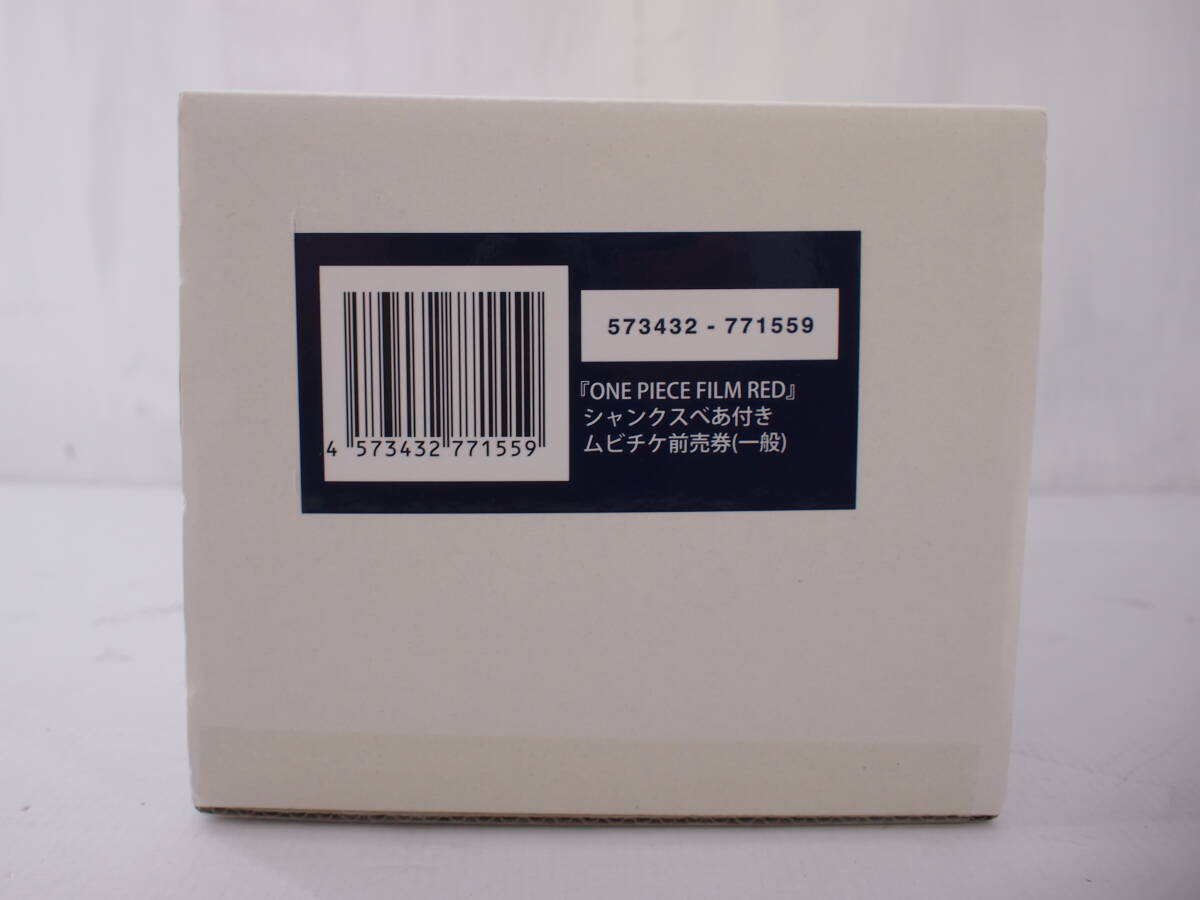 573432 - 771559
『ONE PIECE FILM RED』
シャンクスべあ付き
ムビチケ前売券(一般)
4 573432 771559